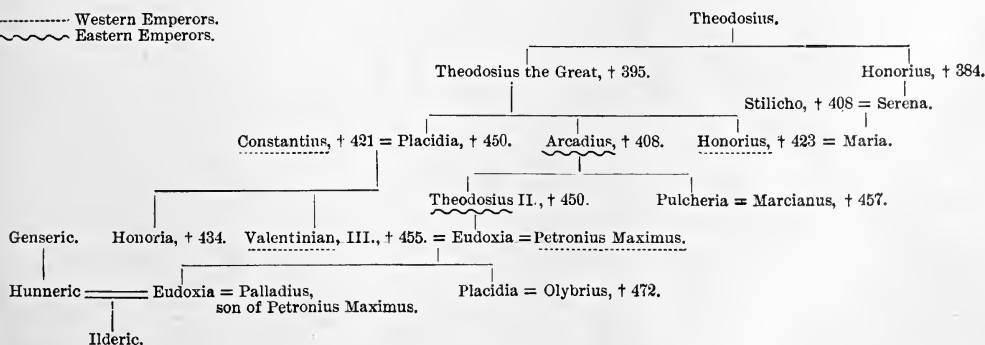 Western Emperors.
Eastern Emperors.
Theodosius.
Theodosius the Great, † 395. Honorius, † 384.
Stilicho, † 408 = Serena.
Constantius, † 421 = Placidia, † 450. Arcadius, † 408. Honorius, † 423 = Maria.
Theodosius II., † 450. Pulcheria = Marcianus, † 457.
Genseric. Honoria, † 434. Valentinian, III., † 455. = Eudoxia = Petronius Maximus.
Hunneric = Eudoxia = Palladius, Placidia = Olybrius, † 472.
son of Petronius Maximus.
Ilderic.